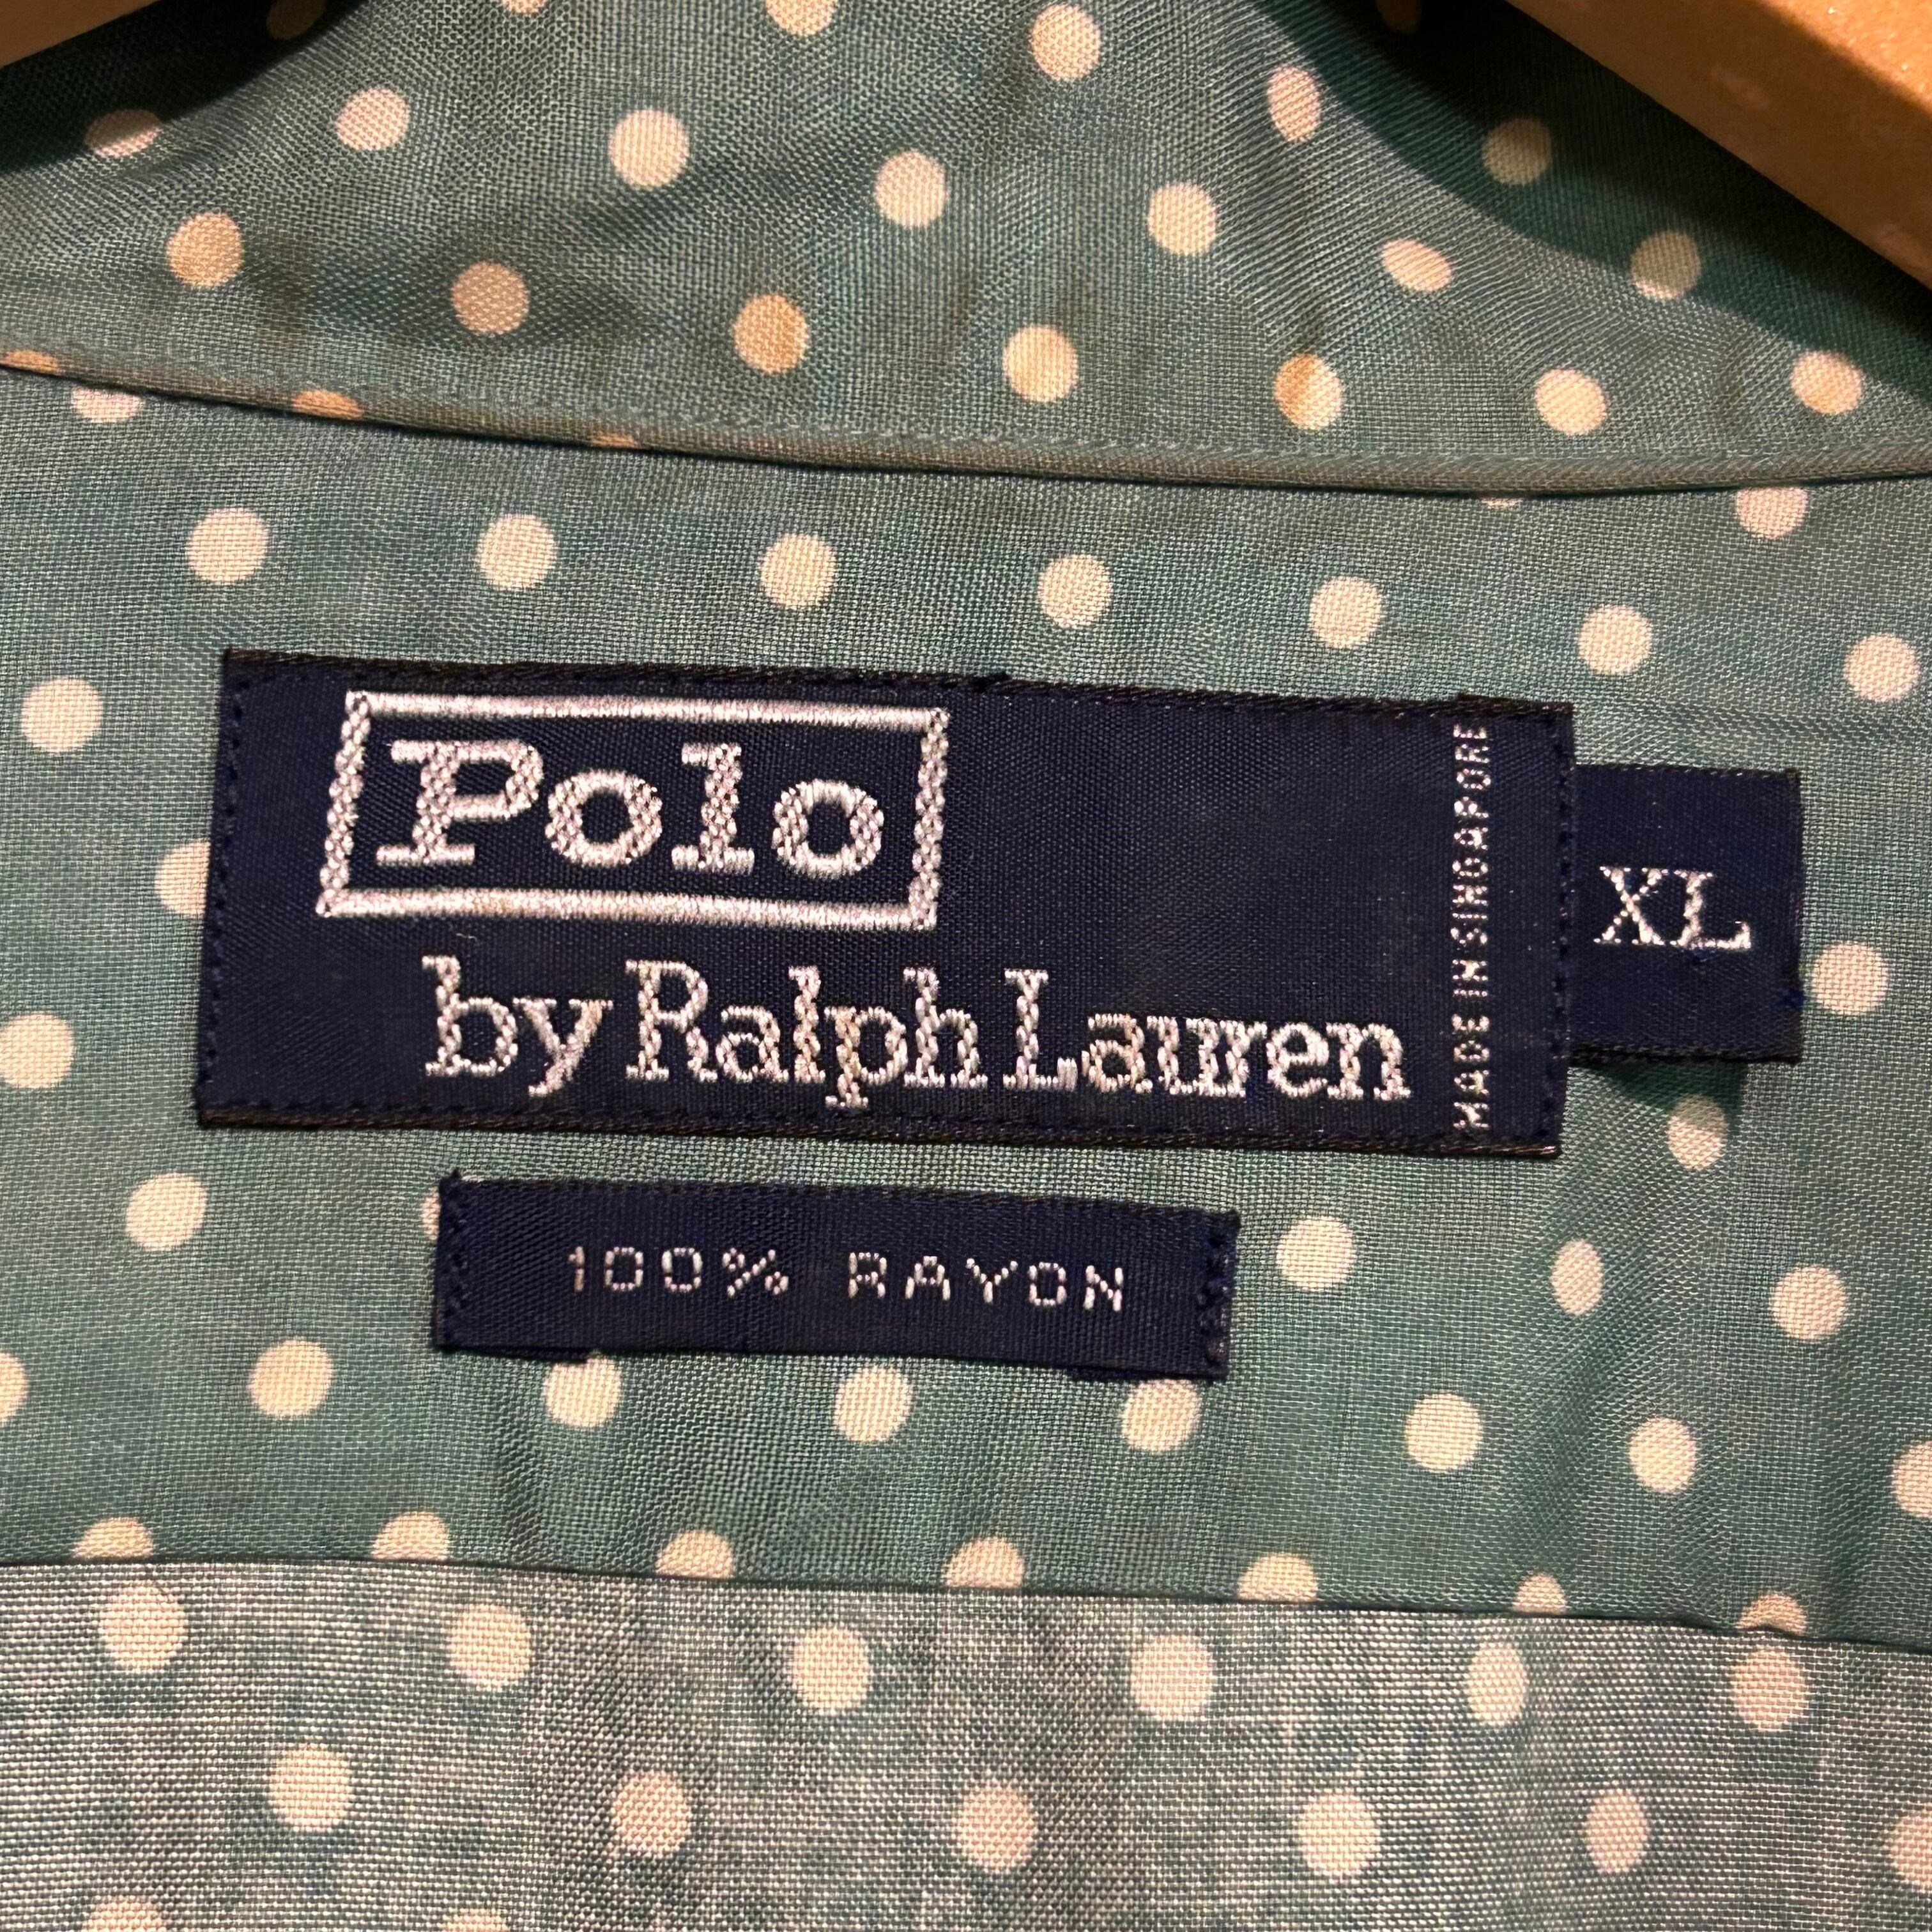 Polo
by Ralph Lauren
MADE IN SINGAPORE
XL
100% RAYON